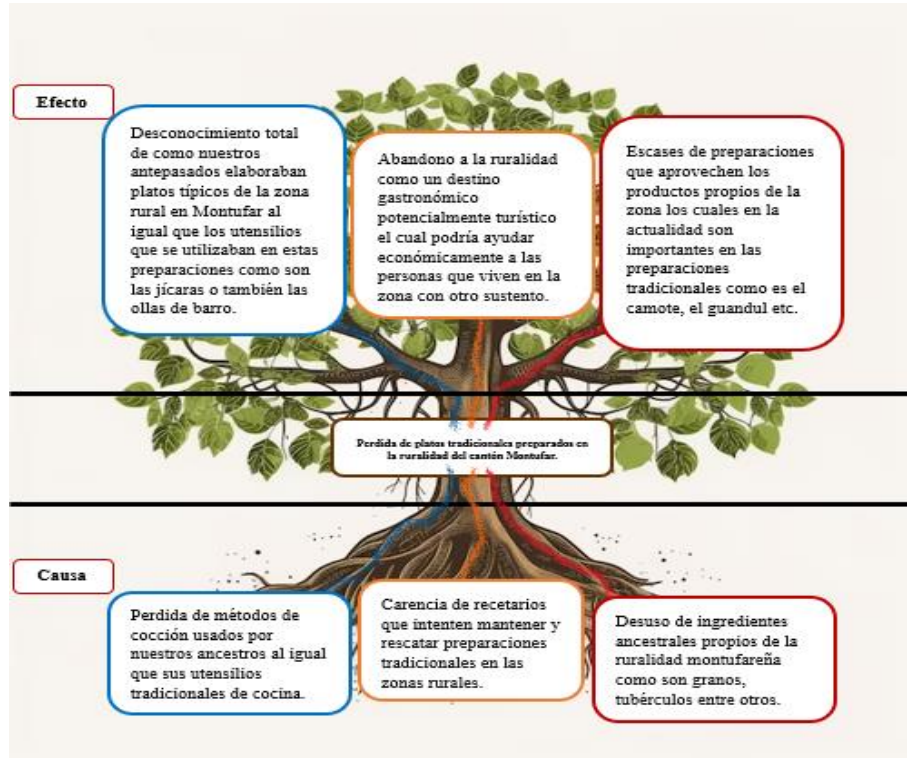 Efecto
Desconocimiento total
de como nuestros
antepasados elaboraban
platos típicos de la zona
rural en Montufar al
igual que los utensilios
que se utilizaban en estas
preparaciones como son
las jícaras o también las
ollas de barro.
Abandono a la ruralidad
como un destino
gastronómico
potencialmente turístico
el cual podría ayudar
económicamente a las
personas que viven en la
zona con otro sustento.
Escases de preparaciones
que aprovechen los
productos propios de la
zona los cuales en la
actualidad son
importantes en las
preparaciones
tradicionales como es el
camote, el guandul etc.
Perdida de platos tradicionales preparados en
la ruralidad del cantón Montufar.
Causa
Perdida de métodos de
cocción usados por
nuestros ancestros al igual
que sus utensilios
tradicionales de cocina.
Carencia de recetarios
que intenten mantener y
rescatar preparaciones
tradicionales en las
zonas rurales.
Desuso de ingredientes
ancestrales propios de la
ruralidad montufareña
como son granos,
tubérculos entre otros.